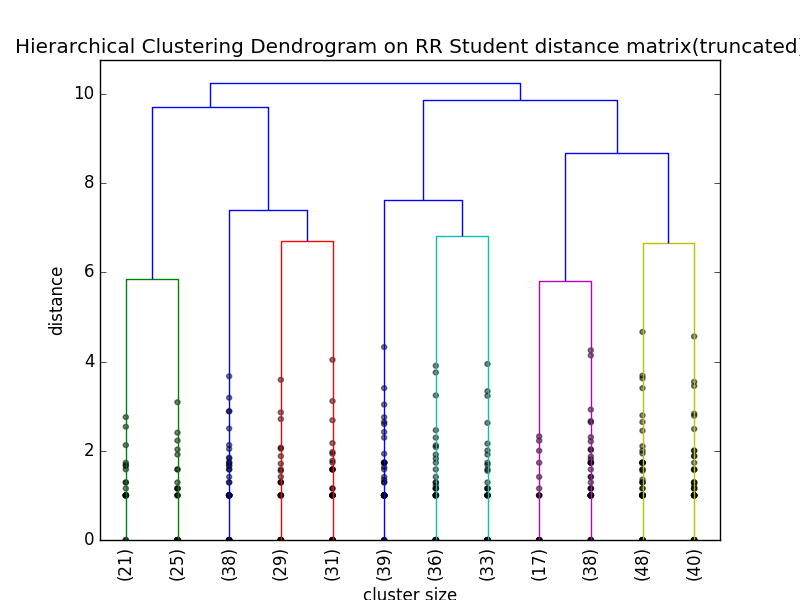 Hierarchical Clustering Dendrogram on RR Student distance matrix(truncated)
10
8
6
4
2
0
distance
(21) (25) (38) (29) (31) (39) (36) (33) (17) (38) (48) (40)
cluster size